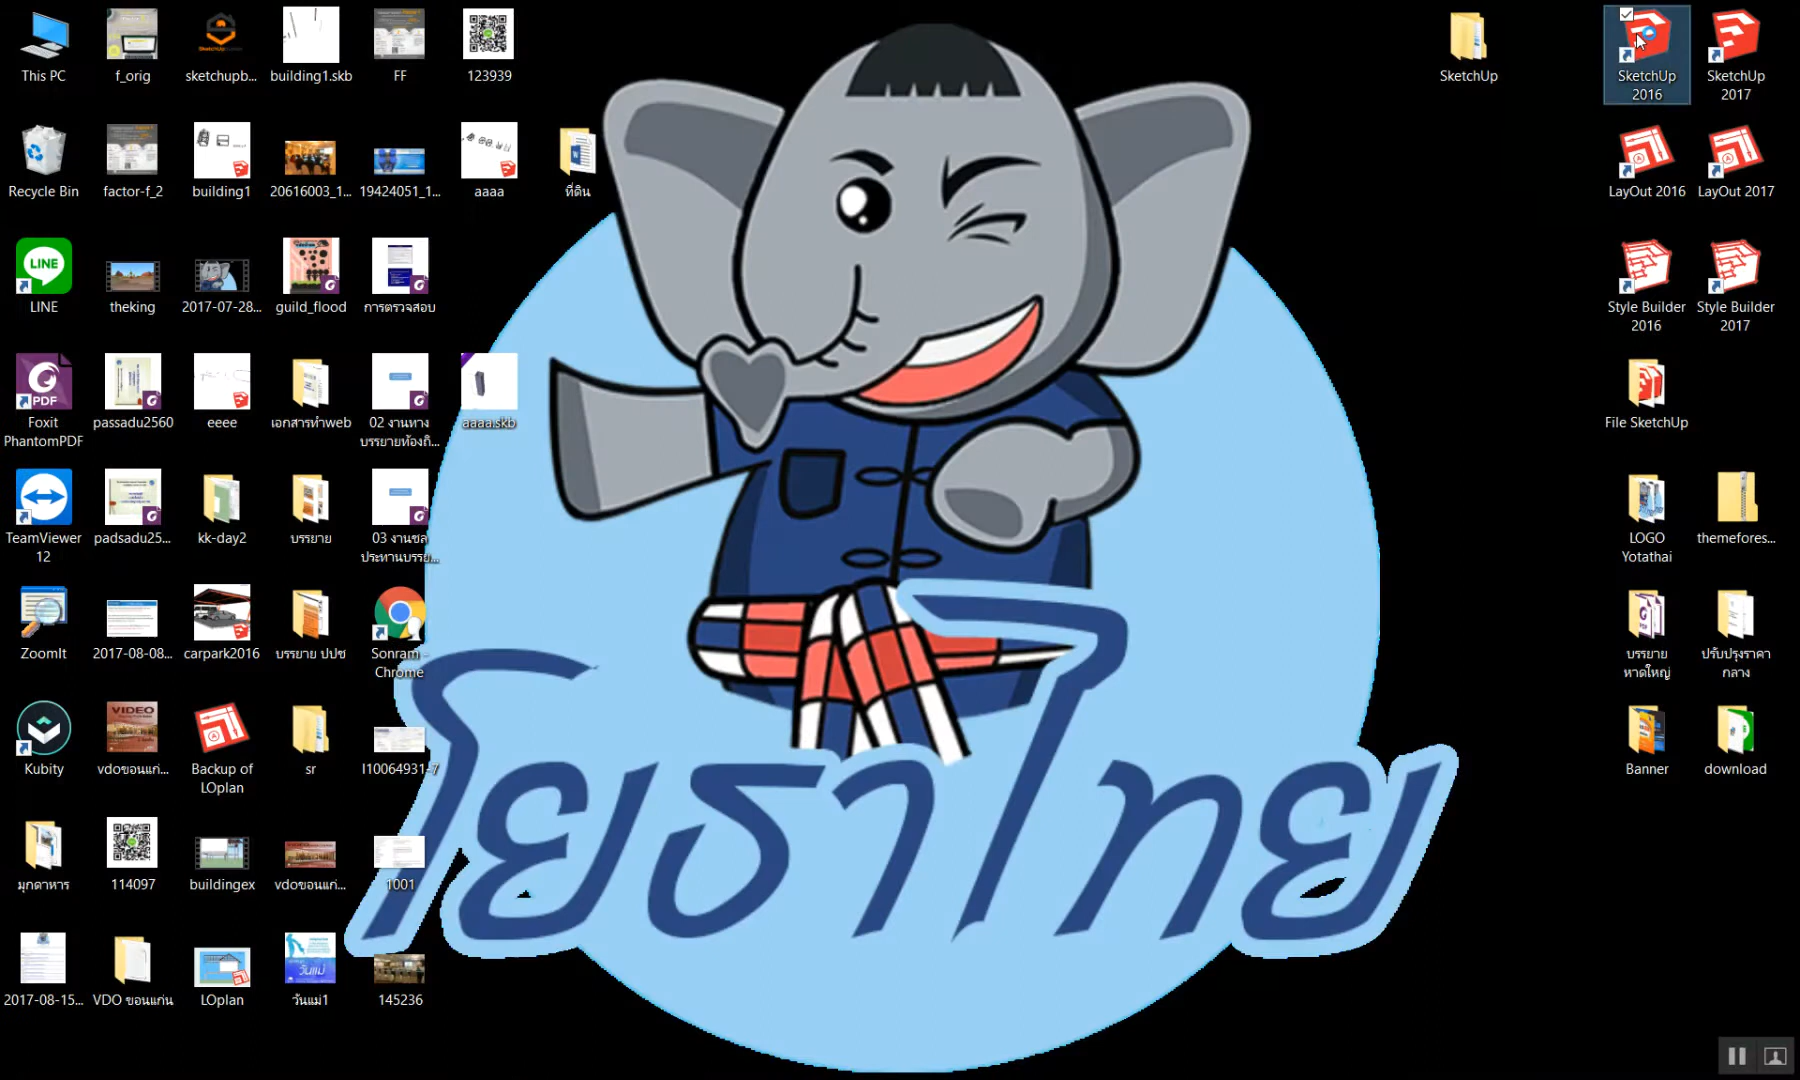 This PC
f_orig
sketchupb...
building1.skb
FF
123939
SketchUp
SketchUp
2016
SketchUp
2017
Recycle Bin
factor-f_2
building1
20616003_1...
19424051_1...
aaaa
ที่ดิน
LayOut 2016
LayOut 2017
LINE
LINE
theking
2017-07-28...
guild_flood
การตรวจสอบ
Style Builder
2016
Style Builder
2017
PDF
Foxit
PhantomPDF
passadu2560
eeee
เอกสารทำweb
02 งานทาง
บรรยายท้องถิ...
aaaa.skb
File SketchUp
TeamViewer
12
padsadu25...
kk-day2
บรรยาย
03 งานชล
ประทานบรรย...
LOGO
Yotathai
themefores...
ZoomIt
2017-08-08...
carpark2016
บรรยาย ปปช
Sonram -
Chrome
บรรยาย
หาดใหญ่
ปรับปรุงราคา
กลาง
VIDEO
Kubity
vdoขอนแก่...
Backup of
LOplan
sr
I10064931-7
Banner
download
โยธาไทย
มุกดาหาร
114097
buildingex
vdoขอนแก่...
1001
2017-08-15...
VDO ขอนแก่น
LOplan
วันแม่
วันแม่1
145236